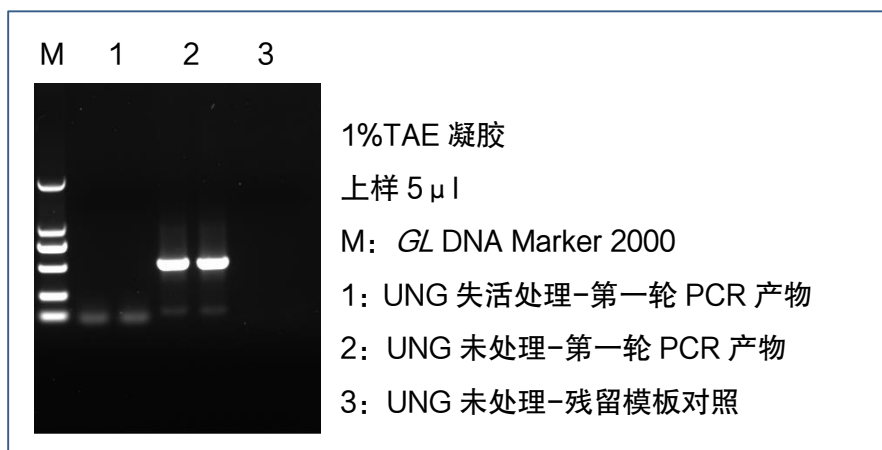 M 1 2 3
1%TAE 凝胶
上样 5μl
M：GL DNA Marker 2000
1：UNG 失活处理-第一轮 PCR 产物
2：UNG 未处理-第一轮 PCR 产物
3：UNG 未处理-残留模板对照